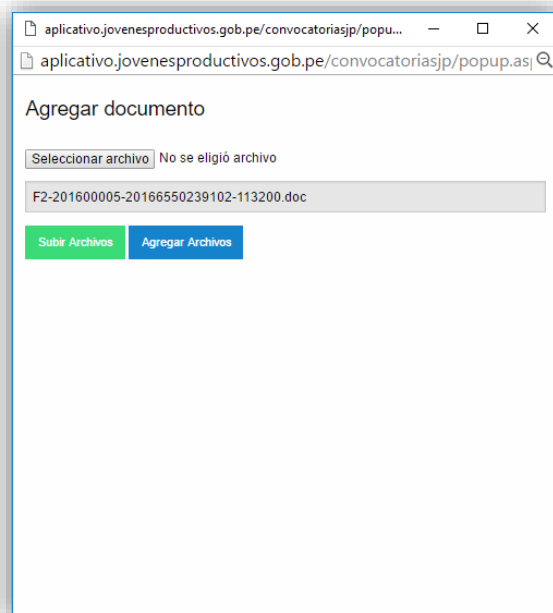 aplicativo.jovenesproductivos.gob.pe/convocatoriasjp/popu...
aplicativo.jovenesproductivos.gob.pe/convocatoriasjp/popup.as
Agregar documento
Seleccionar archivo No se eligió archivo
F2-201600005-20166550239102-113200.doc
Subir Archivos Agregar Archivos